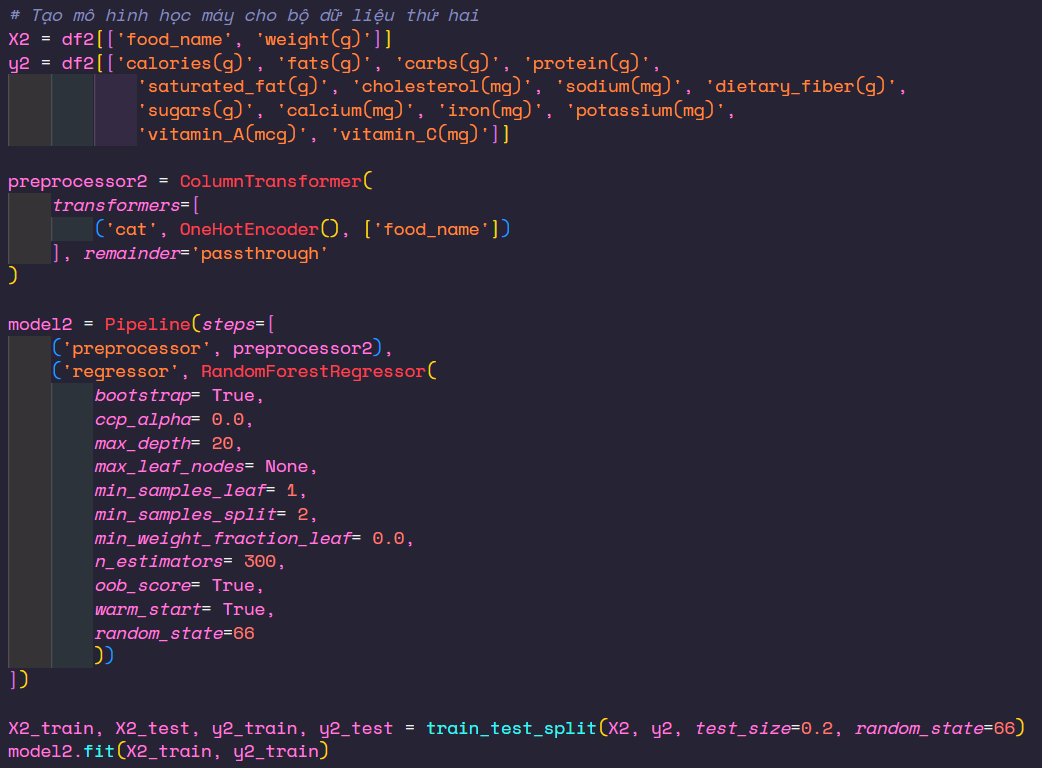 # Tạo mô hình học máy cho bộ dữ liệu thứ hai
X2 = df2[['food_name', 'weight(g)']]
y2 = df2[['calories(g)', 'fats(g)', 'carbs(g)', 'protein(g)',
'saturated_fat(g)', 'cholesterol(mg)', 'sodium(mg)', 'dietary_fiber(g)',
'sugars(g)', 'calcium(mg)', 'iron(mg)', 'potassium(mg)',
'vitamin_A(mcg)', 'vitamin_C(mg)']]
preprocessor2 = ColumnTransformer(
transformers=[
('cat', OneHotEncoder(), ['food_name'])
], remainder='passthrough'
)
model2 = Pipeline(steps=[
('preprocessor', preprocessor2),
('regressor', RandomForestRegressor(
bootstrap= True,
ccp_alpha= 0.0,
max_depth= 20,
max_leaf_nodes= None,
min_samples_leaf= 1,
min_samples_split= 2,
min_weight_fraction_leaf= 0.0,
n_estimators= 300,
oob_score= True,
warm_start= True,
random_state=66
))
])
X2_train, X2_test, y2_train, y2_test = train_test_split(X2, y2, test_size=0.2, random_state=66)
model2.fit(X2_train, y2_train)